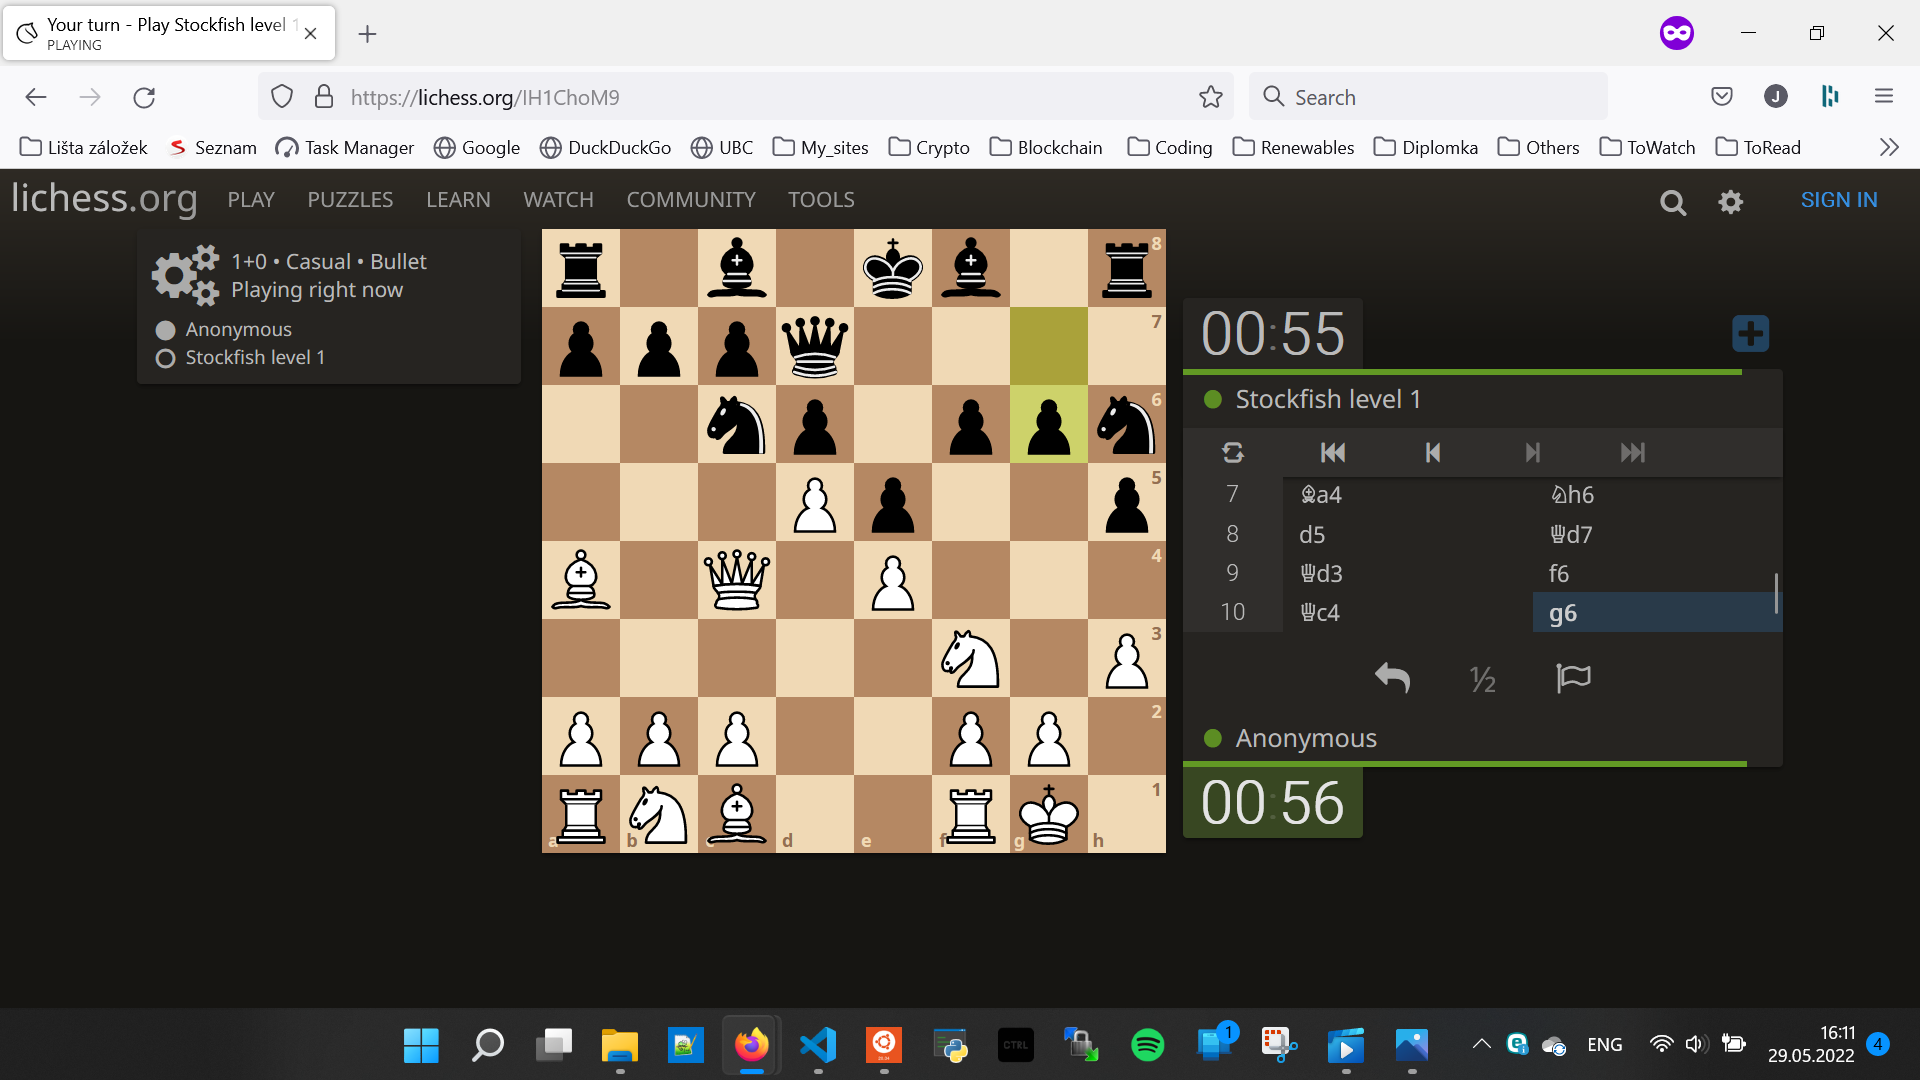 Your turn - Play Stockfish level 1
PLAYING
https://lichess.org/IH1ChoM9
Search
J
Lišta záložek
Seznam
Task Manager
Google
DuckDuckGo
UBC
My_sites
Crypto
Blockchain
Coding
Renewables
Diplomka
Others
ToWatch
ToRead
lichess.org
PLAY
PUZZLES
LEARN
WATCH
COMMUNITY
TOOLS
SIGN IN
1+0 • Casual • Bullet
Playing right now
Anonymous
Stockfish level 1
8
7
6
5
4
3
2
1
a
b
c
d
e
f
g
h
00:55
Stockfish level 1
7 ♗a4 ♘h6
8 d5 ♕d7
9 ♕d3 f6
10 ♕c4 g6
½
Anonymous
00:56
CTRL
1
ENG
16:11
29.05.2022
4